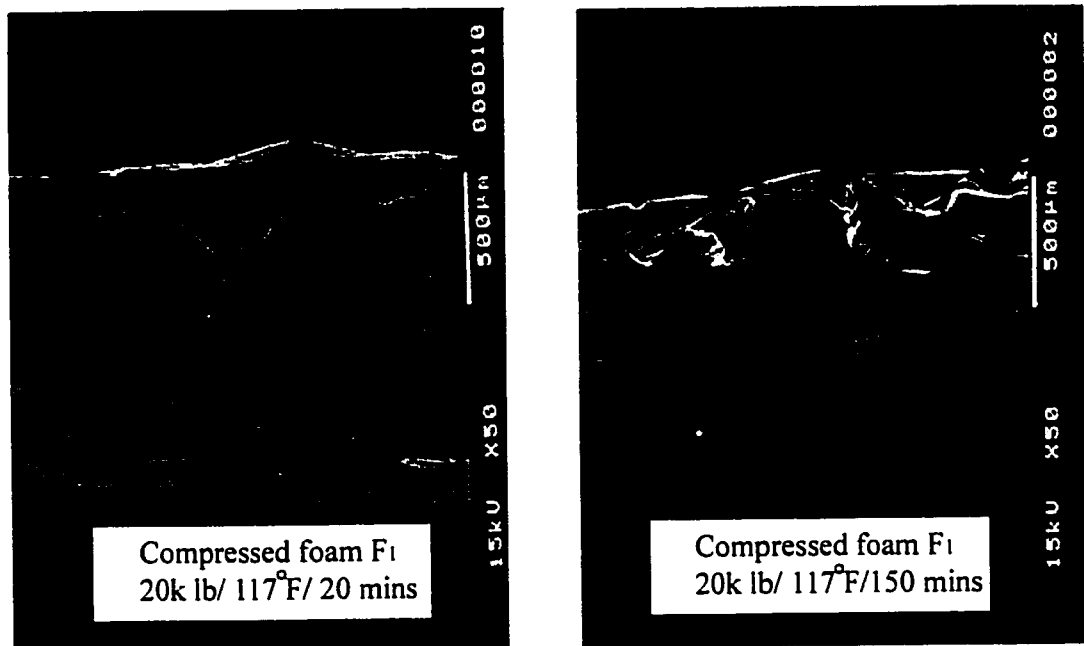 15kU X50 500µm 000010
Compressed foam F1
20k lb/ 117°F/ 20 mins
15kU X50 500µm 000002
Compressed foam F1
20k lb/ 117°F/150 mins